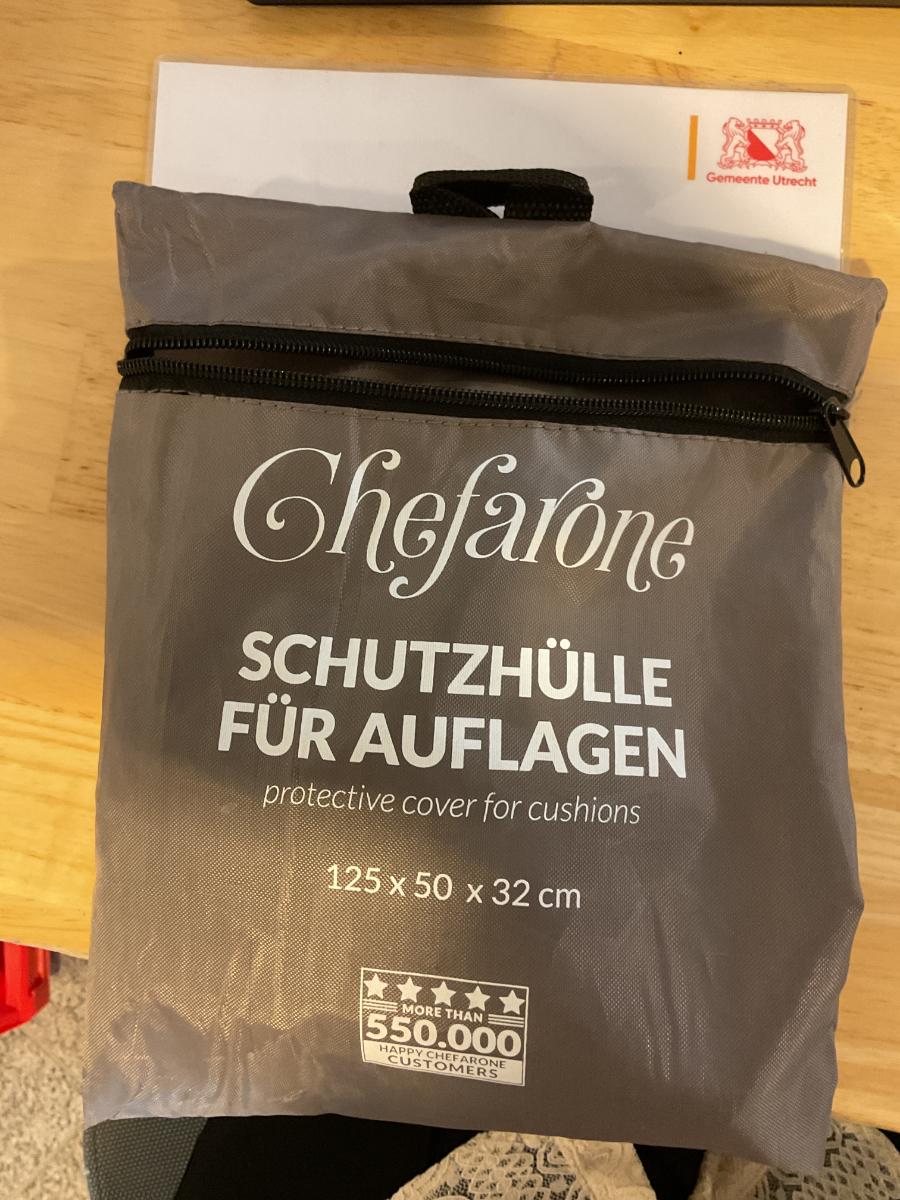 Gemeente Utrecht
Chefarone
SCHUTZHÜLLE
FÜR AUFLAGEN
protective cover for cushions
125 x 50 x 32 cm
MORE THAN
550.000
HAPPY CHEFARONE
CUSTOMERS